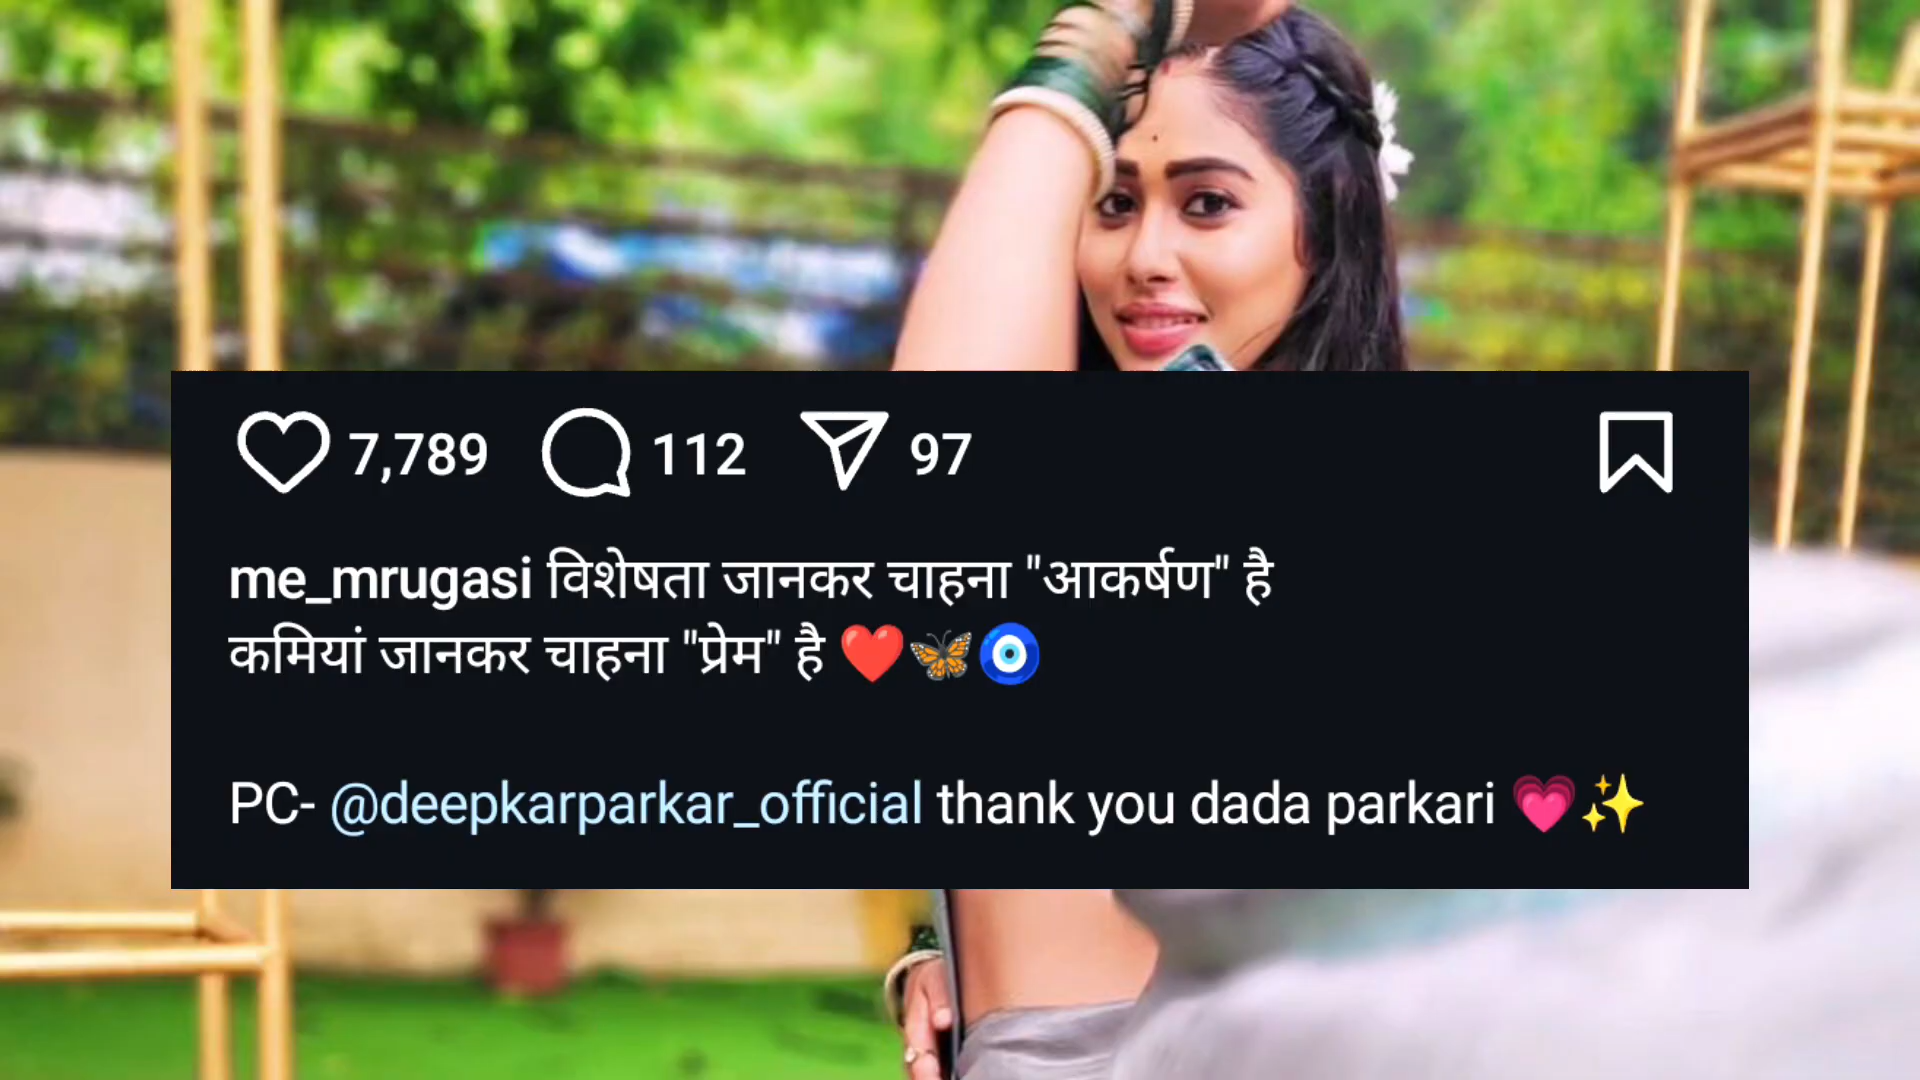 7,789 112 97
me_mrugasi विशेषता जानकर चाहना "आकर्षण" है
कमियां जानकर चाहना "प्रेम" है ❤️🦋🧿
PC- @deepkarparkar_official thank you dada parkari 💗✨